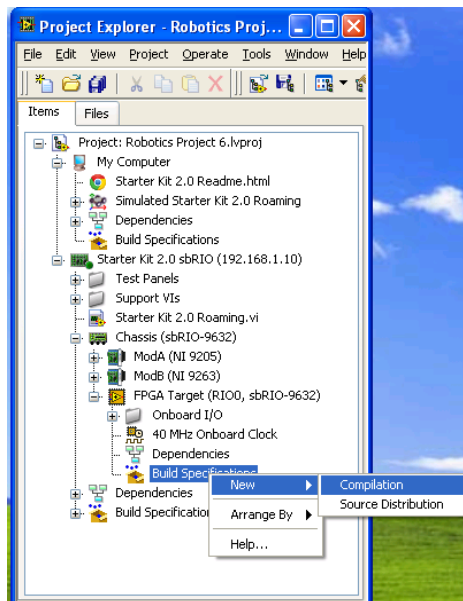 Project Explorer - Robotics Proj...
File Edit View Project Operate Tools Window Help
Items Files
Project: Robotics Project 6.lvproj
My Computer
Starter Kit 2.0 Readme.html
Simulated Starter Kit 2.0 Roaming
Dependencies
Build Specifications
Starter Kit 2.0 sbRIO (192.168.1.10)
Test Panels
Support VIs
Starter Kit 2.0 Roaming.vi
Chassis (sbRIO-9632)
ModA (NI 9205)
ModB (NI 9263)
FPGA Target (RIO0, sbRIO-9632)
Onboard I/O
40 MHz Onboard Clock
Dependencies
Build Specifications
New Compilation
Dependencies
Source Distribution
Build Specification
Arrange By
Help...